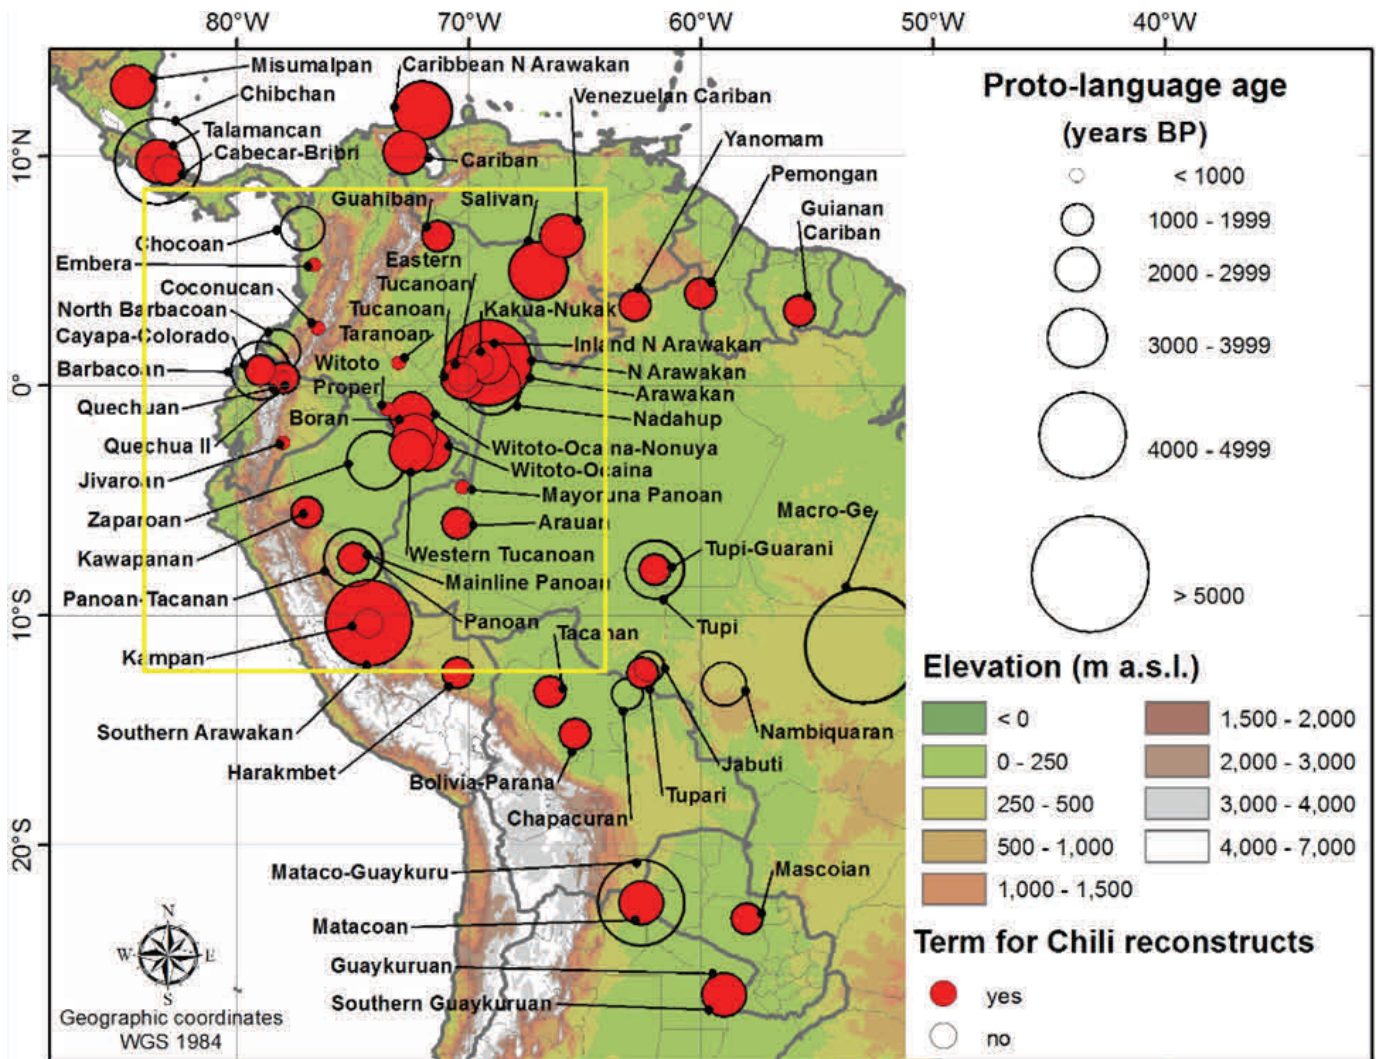 80°W 70°W 60°W 50°W 40°W
10°N
0°
10°S
20°S
Misumalpan
Chibchan
Talamancan
Cabecar-Bribri
Caribbean N Arawakan
Venezuelan Cariban
Cariban
Yanomam
Pemongan
Guianan
Cariban
Guahiban
Salivan
Chocoan
Embera
Eastern
Tucanoan
Coconucan
North Barbacoan
Tucanoan
Kakua-Nukak
Cayapa-Colorado
Taranoan
Inland N Arawakan
Barbacoan
Witoto
Proper
N Arawakan
Arawakan
Quechuan
Boran
Nadahup
Quechua II
Witoto-Ocaina-Nonuya
Witoto-Ocaina
Jivaroan
Mayoruna Panoan
Zaparoan
Arauan
Macro-Ge
Kawapanan
Western Tucanoan
Tupi-Guarani
Mainline Panoan
Panoan-Tacanan
Panoan
Tupi
Tacanan
Kampan
Southern Arawakan
Nambiquaran
Harakmbet
Jabuti
Bolivia-Parana
Tupari
Chapacuran
Mataco-Guaykuru
Mascoian
Matacoan
Guaykuruan
Southern Guaykuruan
N
W E
S
Geographic coordinates
WGS 1984
Proto-language age
(years BP)
< 1000
1000 - 1999
2000 - 2999
3000 - 3999
4000 - 4999
> 5000
Elevation (m a.s.l.)
< 0
0 - 250
250 - 500
500 - 1,000
1,000 - 1,500
1,500 - 2,000
2,000 - 3,000
3,000 - 4,000
4,000 - 7,000
Term for Chili reconstructs
yes
no